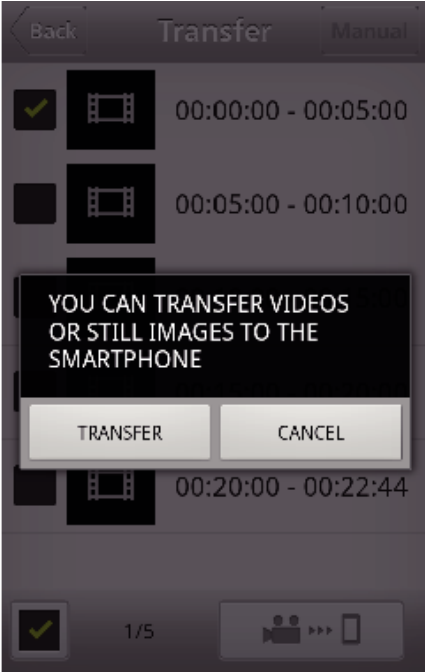 Back Transfer Manual
00:00:00 - 00:05:00
00:05:00 - 00:10:00
YOU CAN TRANSFER VIDEOS
OR STILL IMAGES TO THE
SMARTPHONE
TRANSFER CANCEL
00:20:00 - 00:22:44
1/5